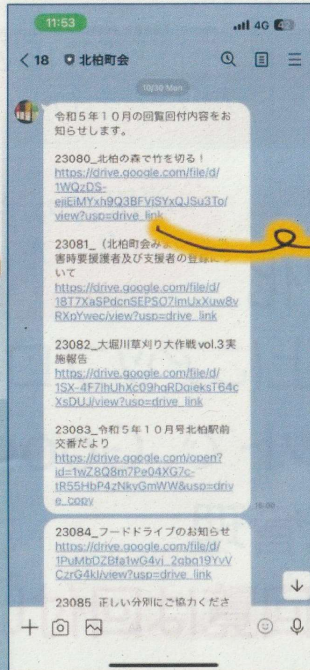 11:53
4G 42
18 北柏町会
10/30 Mon
令和5年10月の回覧回付内容をお
知らせします。
23080_北柏の森で竹を切る！
https://drive.google.com/file/d/
1WQzDS-
ejiEiMYxh9Q3BFViSYxQJSu3To/
view?usp=drive_link
23081_（北柏町会み
害時要援護者及び支援者の登録に
いて
https://drive.google.com/file/d/
18T7XaSPdcnSEPSO7imUxXuw8v
RXpYwec/view?usp=drive_link
23082_大堀川草刈り大作戦vol.3実
施報告
https://drive.google.com/file/d/
1SX-4F7lhUhXc09hqRDqieksT64c
XsDUJ/view?usp=drive_link
23083_令和5年10月号北柏駅前
交番だより
https://drive.google.com/open?
id=1wZ8Q8m7Pe04XG7c-
tR55HbP4zNkyGmWW&usp=driv
e_copy
16:00
23084_フードドライブのお知らせ
https://drive.google.com/file/d/
1PuMbDZBfa1wG4vj_2qbq19YvV
CzrG4kl/view?usp=drive_link
23085_正しい分別にご協力くださ